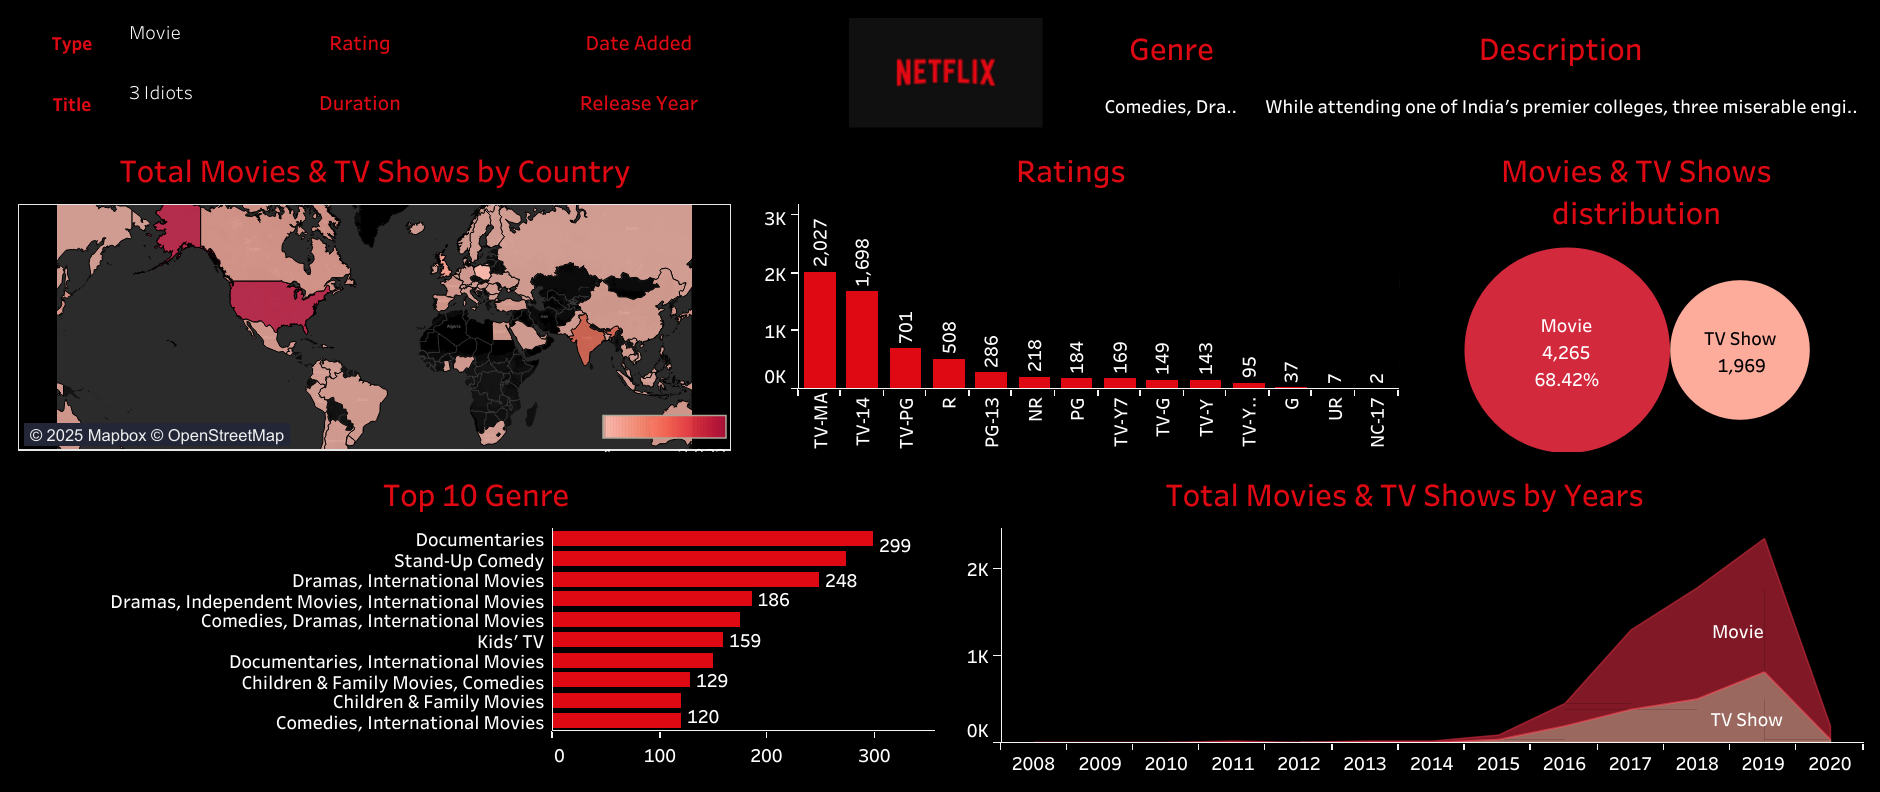 Type
Movie
Rating
Date Added
Title
3 Idiots
Duration
Release Year
NETFLIX
Genre
Comedies, Dra..
Description
While attending one of India’s premier colleges, three miserable engi..
Total Movies & TV Shows by Country
© 2025 Mapbox © OpenStreetMap
Ratings
3K
2K
1K
0K
2,027
1,698
701
508
286
218
184
169
149
143
95
37
7
2
TV-MA
TV-14
TV-PG
R
PG-13
NR
PG
TV-Y7
TV-G
TV-Y
TV-Y..
G
UR
NC-17
Movies & TV Shows
distribution
Movie
4,265
68.42%
TV Show
1,969
Top 10 Genre
Documentaries
299
Stand-Up Comedy
Dramas, International Movies
248
Dramas, Independent Movies, International Movies
186
Comedies, Dramas, International Movies
Kids’ TV
159
Documentaries, International Movies
Children & Family Movies, Comedies
129
Children & Family Movies
Comedies, International Movies
120
0
100
200
300
Total Movies & TV Shows by Years
2K
1K
0K
Movie
TV Show
2008
2009
2010
2011
2012
2013
2014
2015
2016
2017
2018
2019
2020